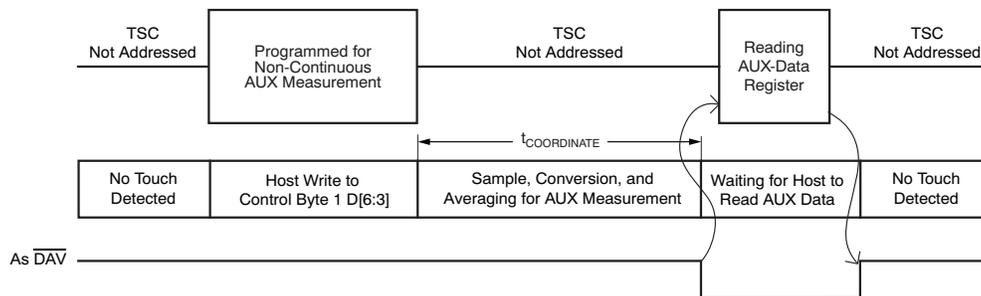 TSC
Not Addressed
Programmed for
Non-Continuous
AUX Measurement
TSC
Not Addressed
Reading
AUX-Data
Register
TSC
Not Addressed
tCOORDINATE
No Touch
Detected
Host Write to
Control Byte 1 D[6:3]
Sample, Conversion, and
Averaging for AUX Measurement
Waiting for Host to
Read AUX Data
No Touch
Detected
As DAV